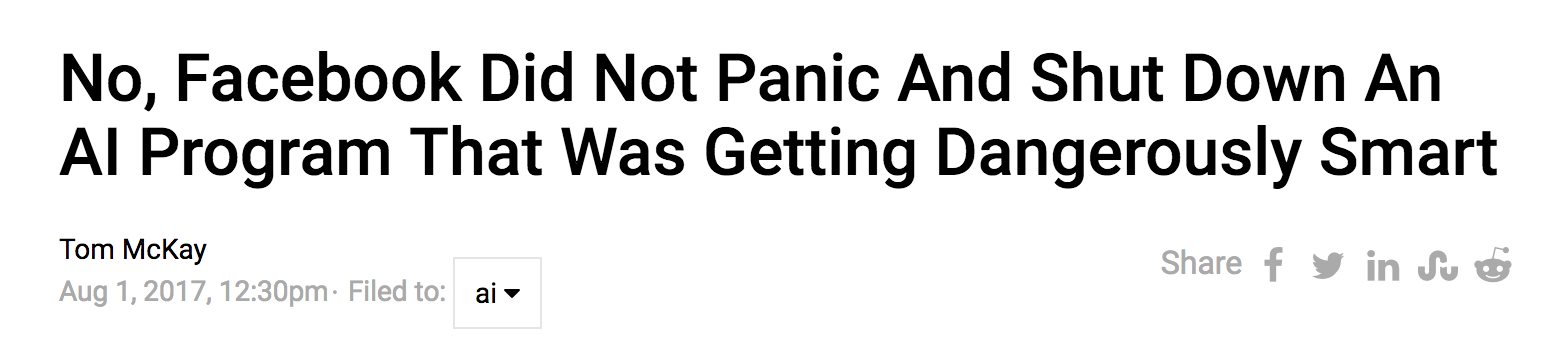 No, Facebook Did Not Panic And Shut Down An
AI Program That Was Getting Dangerously Smart
Tom McKay
Aug 1, 2017, 12:30pm · Filed to: ai
Share